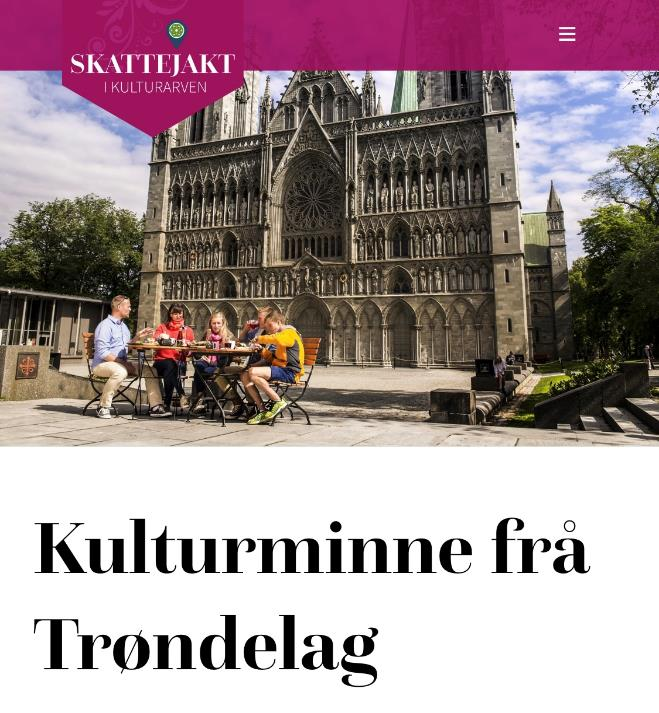 SKATTEJAKT
I KULTURARVEN
Kulturminne frå
Trøndelag